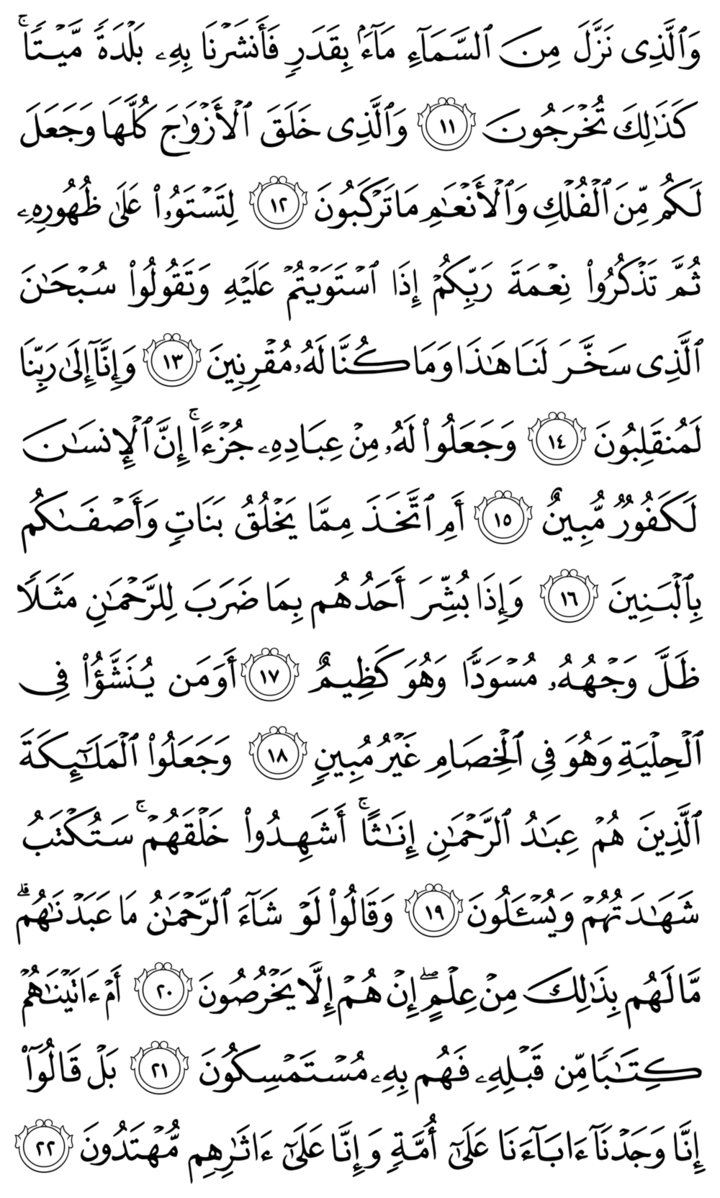 وَٱلَّذِى نَزَّلَ مِنَ ٱلسَّمَآءِ مَآءَۢ بِقَدَرٍ فَأَنشَرْنَا بِهِۦ بَلْدَةً مَّيْتًا ۚ
كَذَٰلِكَ تُخْرَجُونَ ١١ وَٱلَّذِى خَلَقَ ٱلْأَزْوَٰجَ كُلَّهَا وَجَعَلَ
لَكُم مِّنَ ٱلْفُلْكِ وَٱلْأَنْعَٰمِ مَا تَرْكَبُونَ ١٢ لِتَسْتَوُۥا۟ عَلَىٰ ظُهُورِهِۦ
ثُمَّ تَذْكُرُوا۟ نِعْمَةَ رَبِّكُمْ إِذَا ٱسْتَوَيْتُمْ عَلَيْهِ وَتَقُولُوا۟ سُبْحَٰنَ
ٱلَّذِى سَخَّرَ لَنَا هَٰذَا وَمَا كُنَّا لَهُۥ مُقْرِنِينَ ١٣ وَإِنَّآ إِلَىٰ رَبِّنَا
لَمُنقَلِبُونَ ١٤ وَجَعَلُوا۟ لَهُۥ مِنْ عِبَادِهِۦ جُزْءًا ۚ إِنَّ ٱلْإِنسَٰنَ
لَكَفُورٌ مُّبِينٌ ١٥ أَمِ ٱتَّخَذَ مِمَّا يَخْلُقُ بَنَاتٍ وَأَصْفَىٰكُم
بِٱلْبَنِينَ ١٦ وَإِذَا بُشِّرَ أَحَدُهُم بِمَا ضَرَبَ لِلرَّحْمَٰنِ مَثَلًا
ظَلَّ وَجْهُهُۥ مُسْوَدًّا وَهُوَ كَظِيمٌ ١٧ أَوَمَن يُنَشَّؤُا۟ فِى
ٱلْحِلْيَةِ وَهُوَ فِى ٱلْخِصَامِ غَيْرُ مُبِينٍ ١٨ وَجَعَلُوا۟ ٱلْمَلَٰٓئِكَةَ
ٱلَّذِينَ هُمْ عِبَٰدُ ٱلرَّحْمَٰنِ إِنَٰثًا ۚ أَشَهِدُوا۟ خَلْقَهُمْ ۚ سَتُكْتَبُ
شَهَٰدَتُهُمْ وَيُسْـَٔلُونَ ١٩ وَقَالُوا۟ لَوْ شَآءَ ٱلرَّحْمَٰنُ مَا عَبَدْنَٰهُم ۗ
مَّا لَهُم بِذَٰلِكَ مِنْ عِلْمٍ ۖ إِنْ هُمْ إِلَّا يَخْرُصُونَ ٢٠ أَمْ ءَاتَيْنَٰهُمْ
كِتَٰبًا مِّن قَبْلِهِۦ فَهُم بِهِۦ مُسْتَمْسِكُونَ ٢١ بَلْ قَالُوٓا۟
إِنَّا وَجَدْنَآ ءَابَآءَنَا عَلَىٰٓ أُمَّةٍ وَإِنَّا عَلَىٰٓ ءَاثَٰرِهِم مُّهْتَدُونَ ٢٢